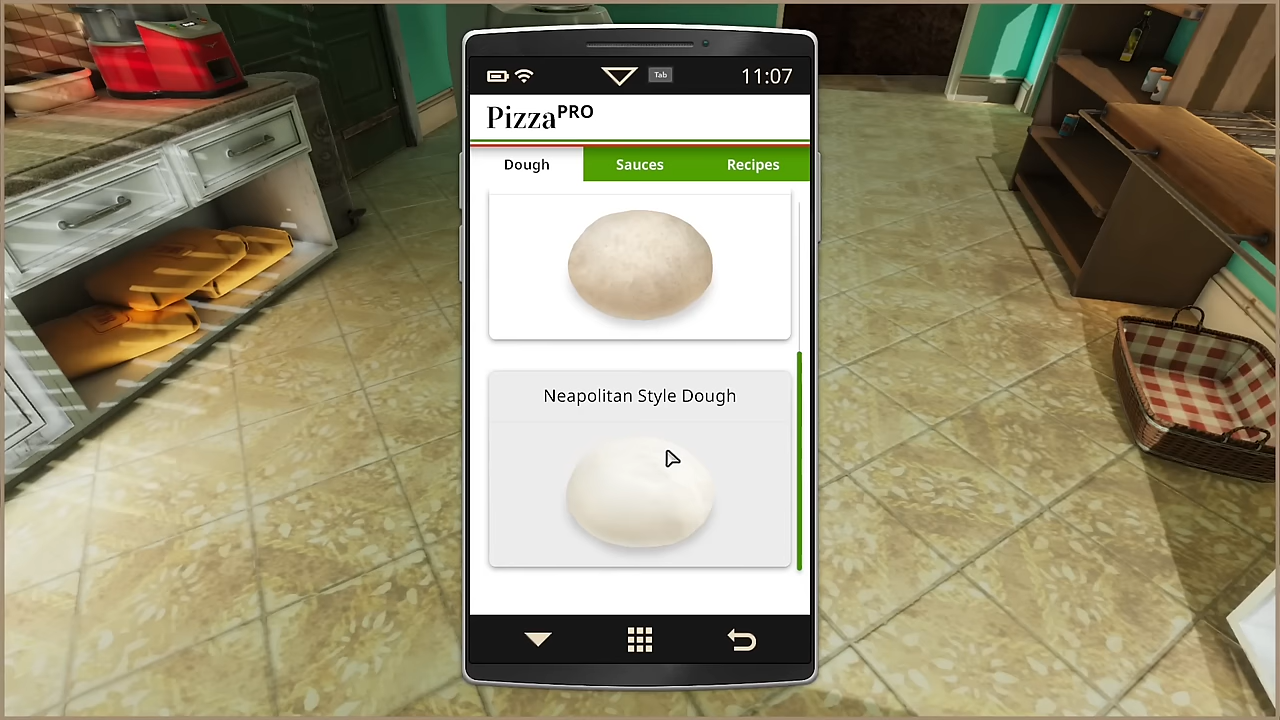 Tab
11:07
PizzaPRO
Dough
Sauces
Recipes
Neapolitan Style Dough